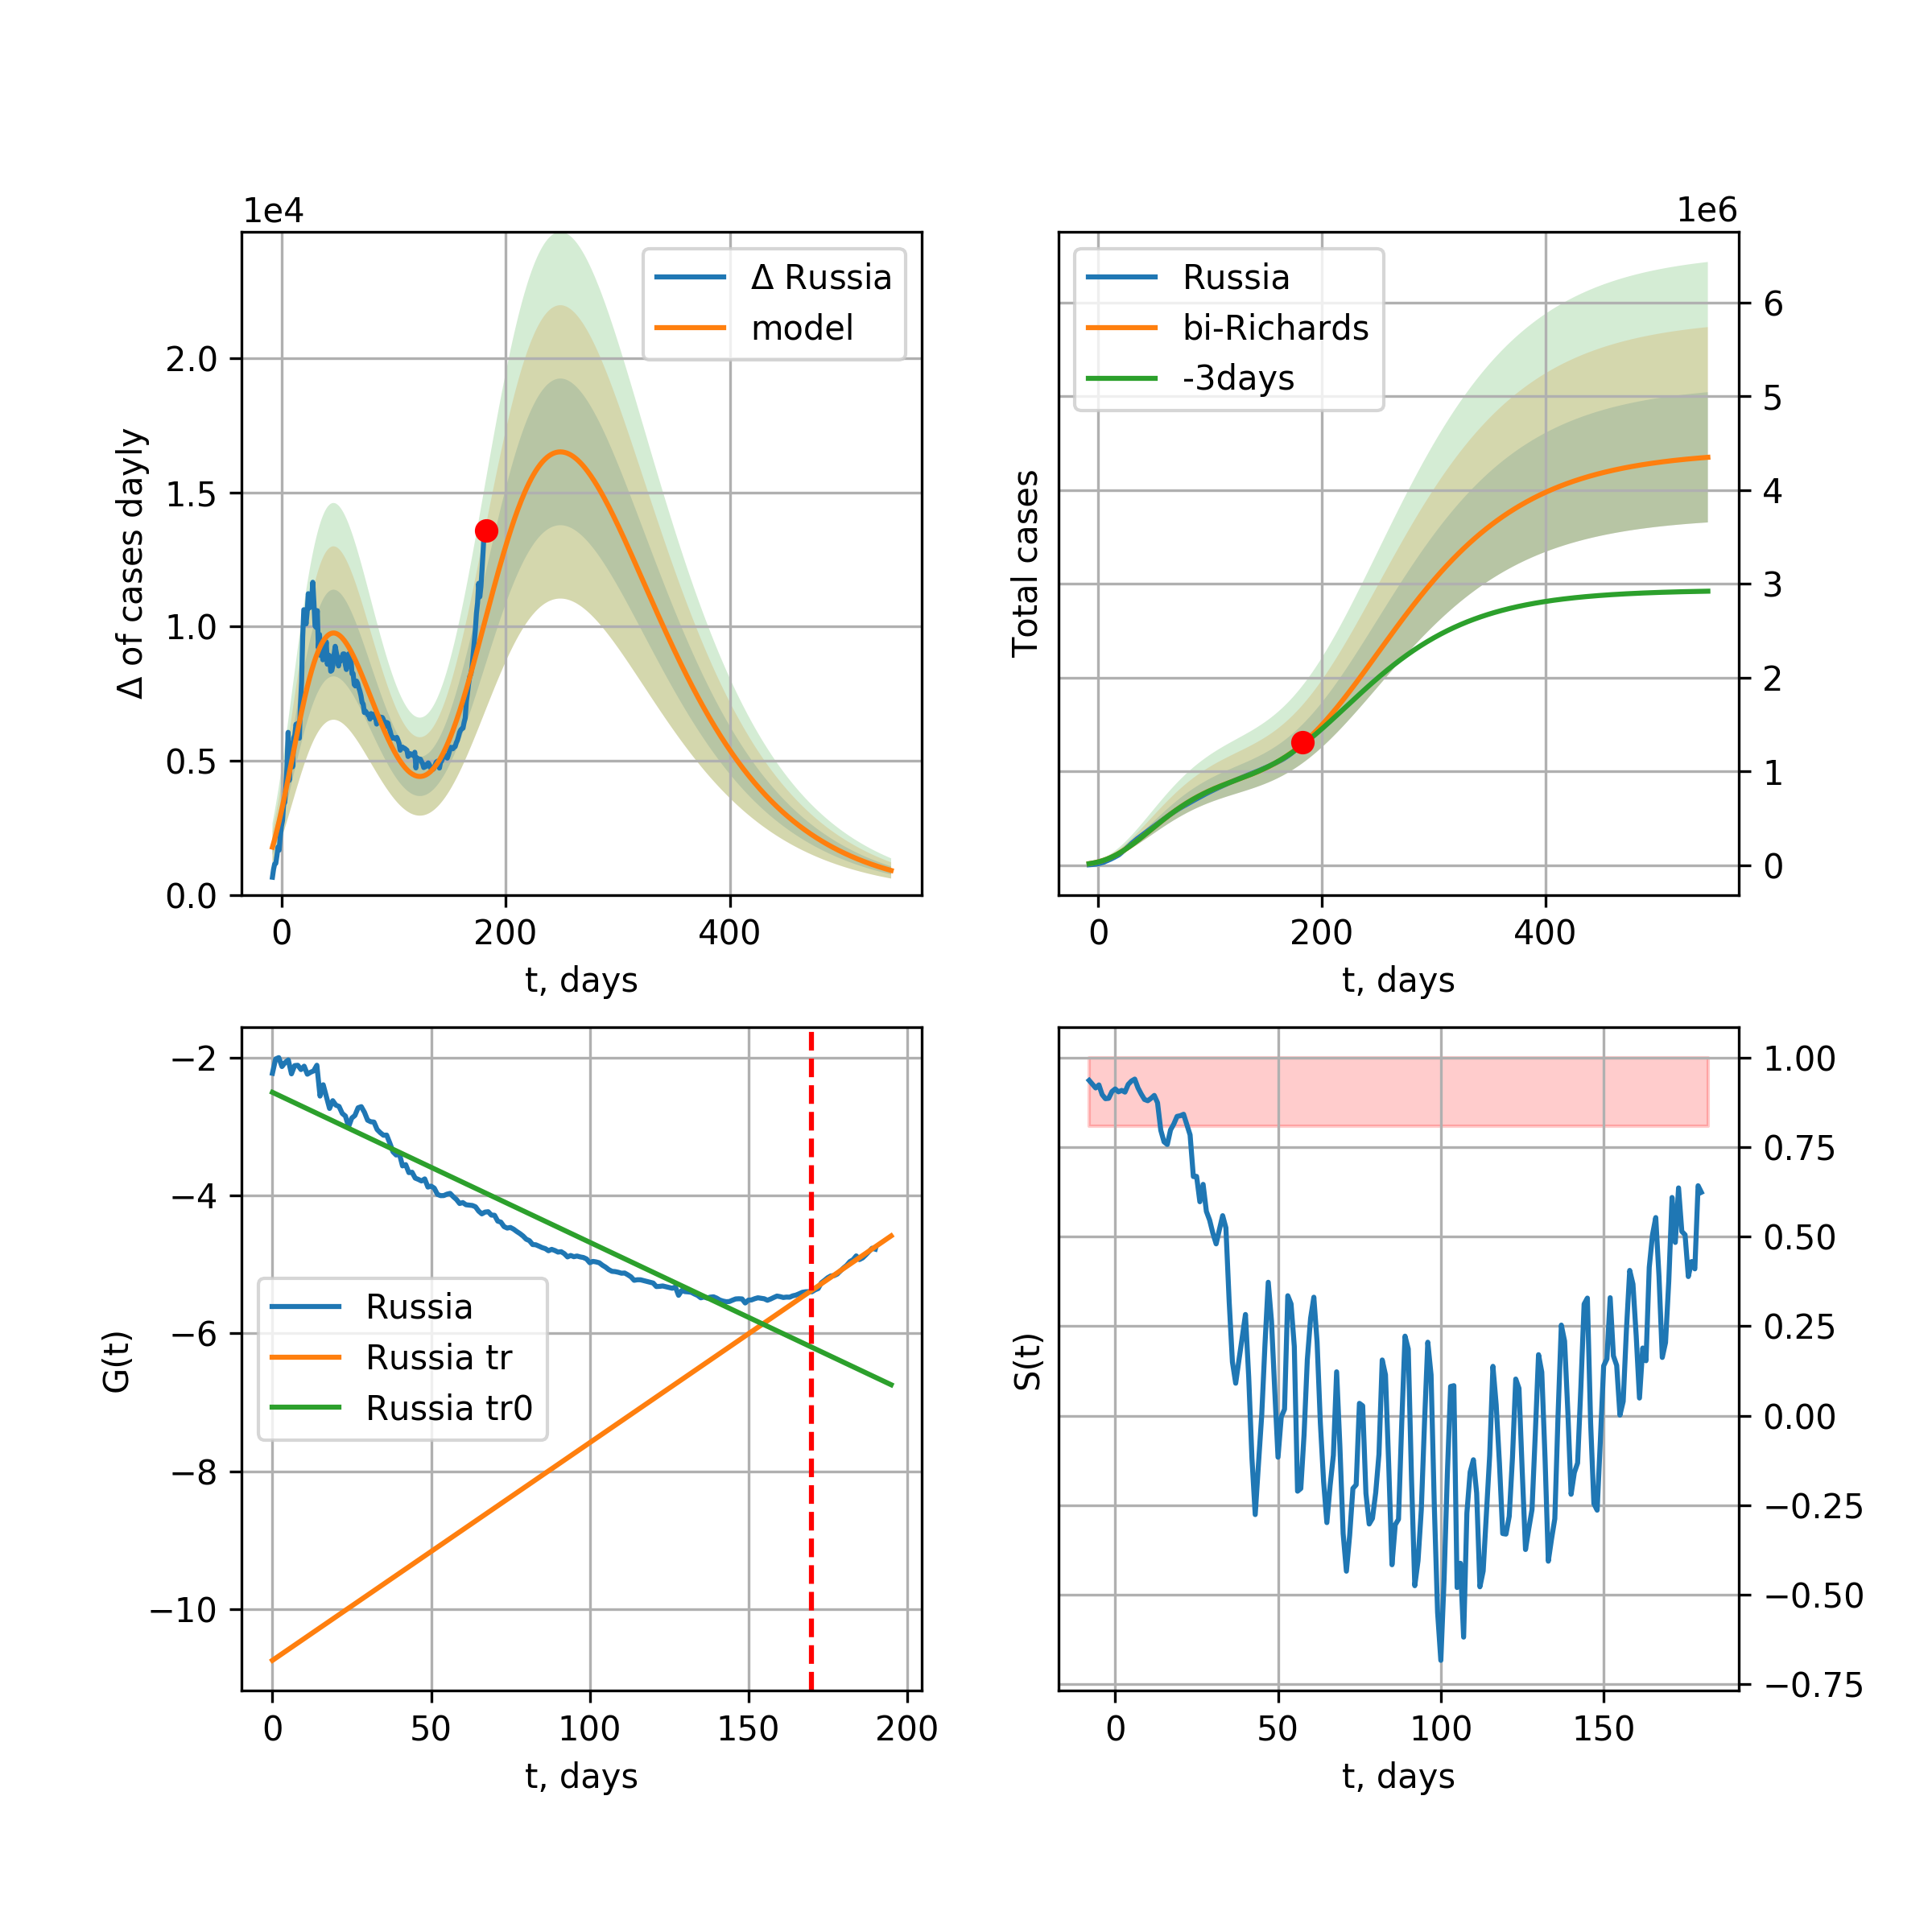 1e4
Δ Russia
model
2.0
1.5
1.0
0.5
0.0
Δ of cases dayly
0 200 400
t, days
1e6
Russia
bi-Richards
-3days
6
5
4
3
2
1
0
Total cases
0 200 400
t, days
−2
−4
−6
−8
−10
G(t)
Russia
Russia tr
Russia tr0
0 50 100 150 200
t, days
1.00
0.75
0.50
0.25
0.00
−0.25
−0.50
−0.75
S(t)
0 50 100 150
t, days